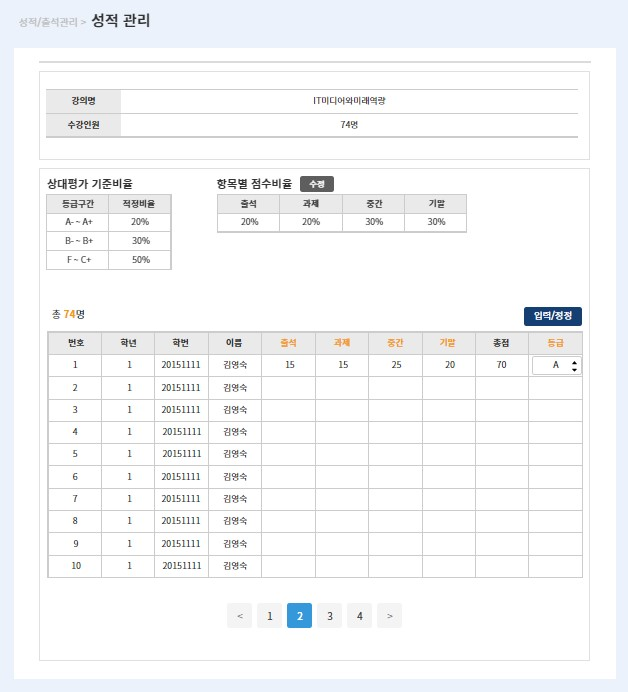 성적/출석관리 > 성적 관리
강의명 IT미디어와미래역량
수강인원 74명
상대평가 기준비율 항목별 점수비율 수정
등급구간 적정비율 출석 과제 중간 기말
A- ~ A+ 20% 20% 20% 30% 30%
B- ~ B+ 30%
F ~ C+ 50%
총 74명 입력/정정
번호 학년 학번 이름 출석 과제 중간 기말 총점 등급
1 1 20151111 김영숙 15 15 25 20 70 A
2 1 20151111 김영숙
3 1 20151111 김영숙
4 1 20151111 김영숙
5 1 20151111 김영숙
6 1 20151111 김영숙
7 1 20151111 김영숙
8 1 20151111 김영숙
9 1 20151111 김영숙
10 1 20151111 김영숙
< 1 2 3 4 >